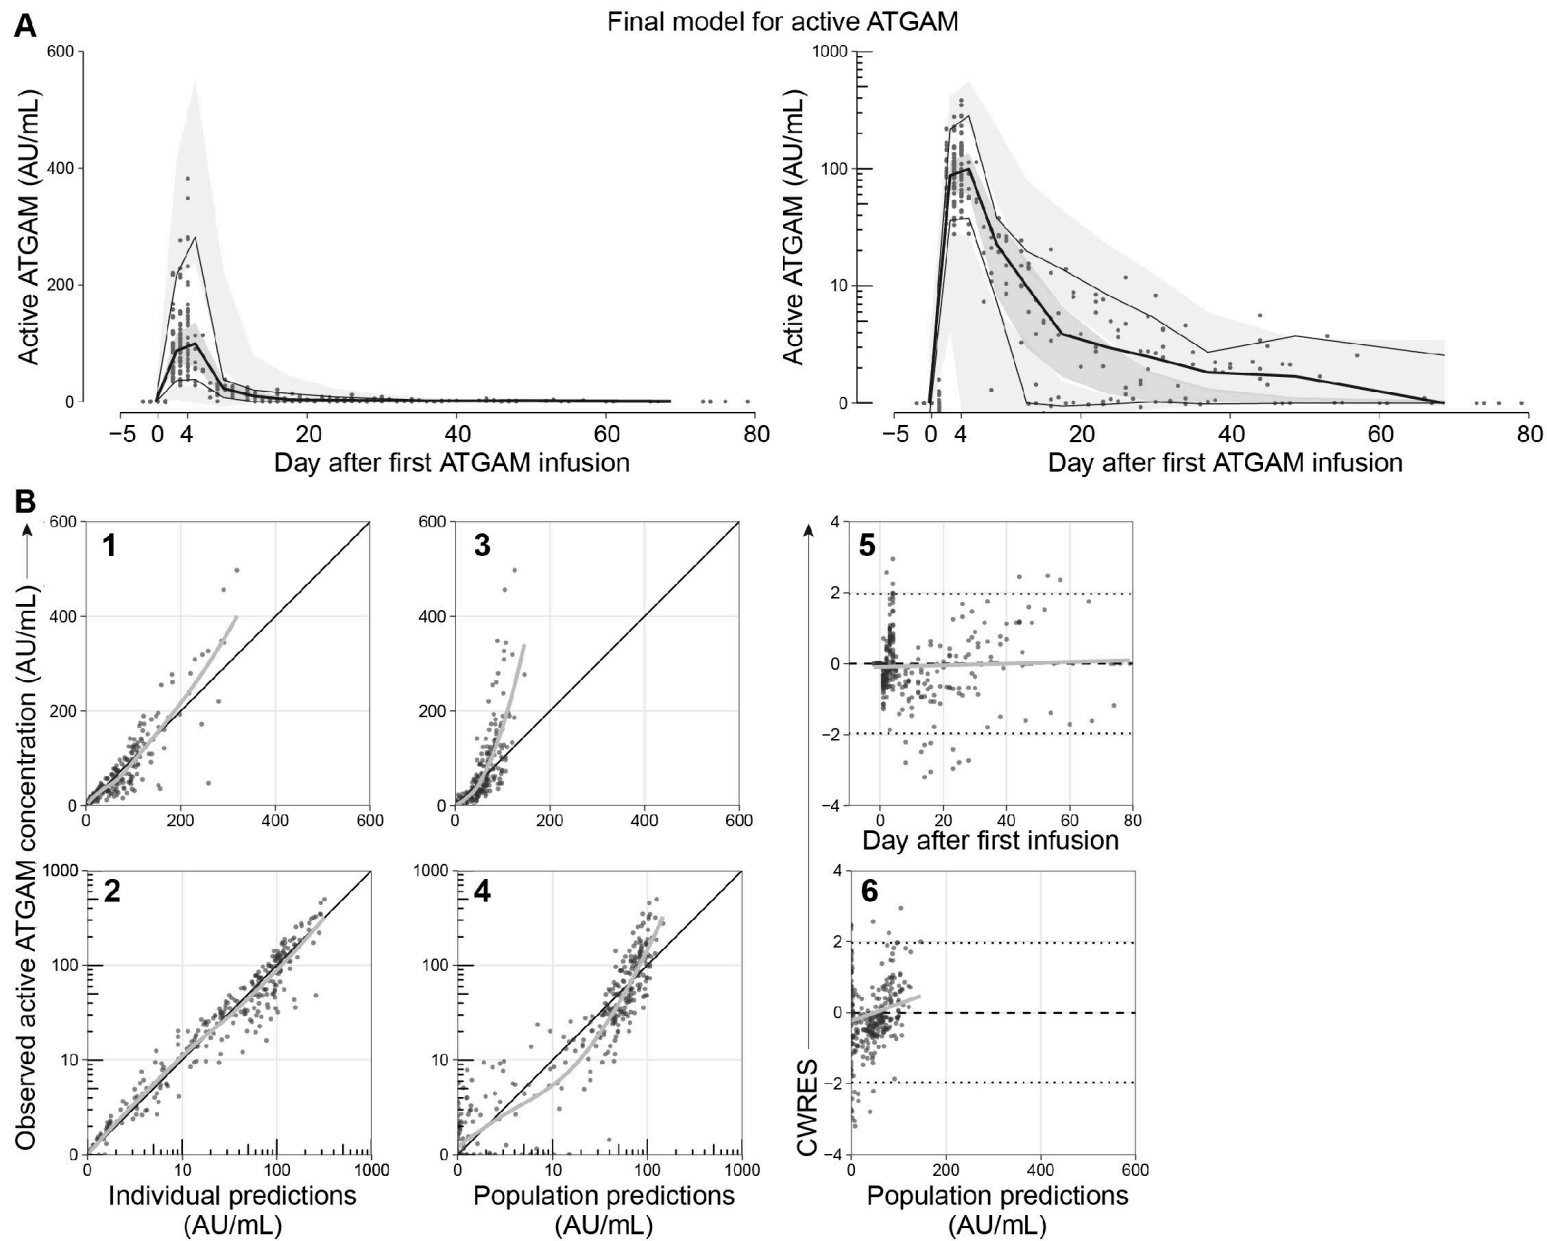 A
Final model for active ATGAM
600
400
200
0
Active ATGAM (AU/mL)
−5 0 4 20 40 60 80
Day after first ATGAM infusion
1000
100
10
0
Active ATGAM (AU/mL)
−5 0 4 20 40 60 80
Day after first ATGAM infusion
B
Observed active ATGAM concentration (AU/mL)
1
600
400
200
0
0 200 400 600
3
600
400
200
0
0 200 400 600
5
4
2
0
−2
−4
0 20 40 60 80
Day after first infusion
2
1000
100
10
0
0 10 100 1000
Individual predictions
(AU/mL)
4
1000
100
10
0
0 10 100 1000
Population predictions
(AU/mL)
CWRES
6
4
2
0
−2
−4
0 200 400 600
Population predictions
(AU/mL)